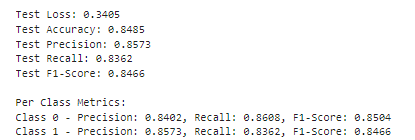 Test Loss: 0.3405
Test Accuracy: 0.8485
Test Precision: 0.8573
Test Recall: 0.8362
Test F1-Score: 0.8466

Per Class Metrics:
Class 0 - Precision: 0.8402, Recall: 0.8608, F1-Score: 0.8504
Class 1 - Precision: 0.8573, Recall: 0.8362, F1-Score: 0.8466